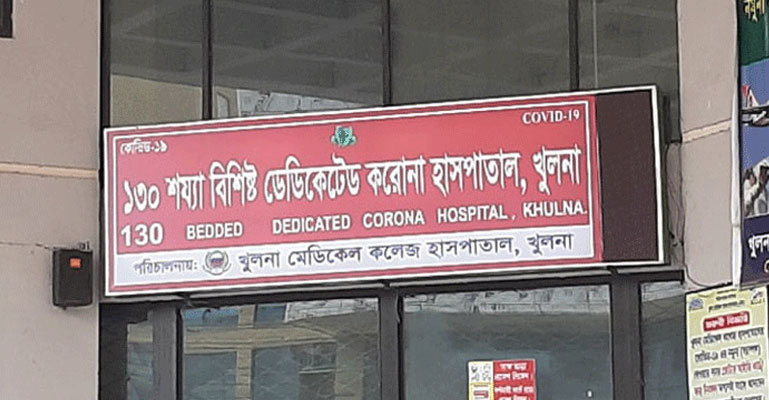 কোভিড-১৯
COVID-19
১৩০ শয্যা বিশিষ্ট ডেডিকেটেড করোনা হাসপাতাল, খুলনা
130 BEDDED DEDICATED CORONA HOSPITAL, KHULNA.
পরিচালনায়: খুলনা মেডিকেল কলেজ হাসপাতাল, খুলনা